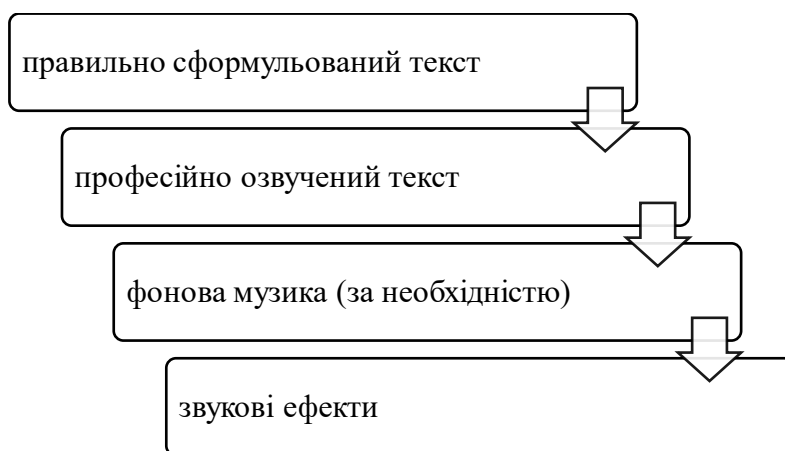 правильно сформульований текст
професійно озвучений текст
фонова музика (за необхідністю)
звукові ефекти